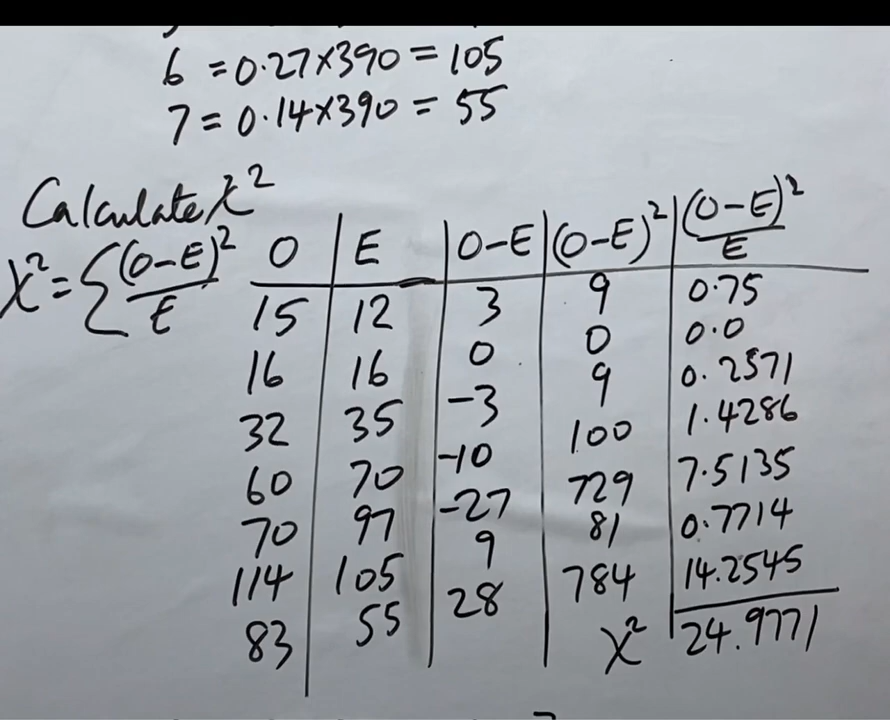 6 = 0.27×390 = 105
7 = 0.14×390 = 55
Calculate χ²
χ² = Σ (O-E)²/E
O | E | O-E | (O-E)² | (O-E)²/E
15 | 12 | 3 | 9 | 0.75
16 | 16 | 0 | 0 | 0.0
32 | 35 | -3 | 9 | 0.2571
60 | 70 | -10 | 100 | 1.4286
70 | 97 | -27 | 729 | 7.5135
114 | 105 | 9 | 81 | 0.7714
83 | 55 | 28 | 784 | 14.2545
χ² | 24.9771